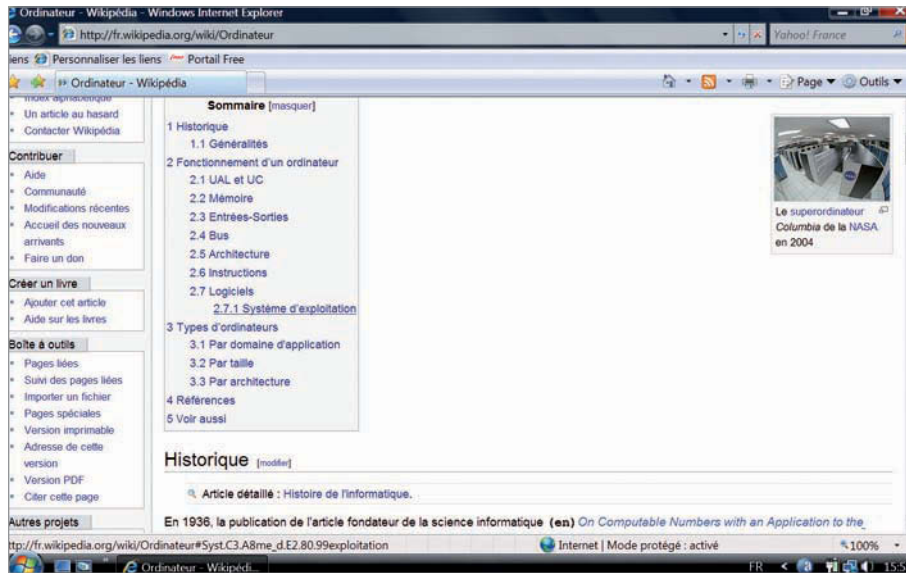 Ordinateur - Wikipédia - Windows Internet Explorer
http://fr.wikipedia.org/wiki/Ordinateur
Yahoo! France
Personnaliser les liens
Portail Free
Ordinateur - Wikipédia
Page
Outils
Index alphabétique
Un article au hasard
Contacter Wikipédia
Contribuer
Aide
Communauté
Modifications récentes
Accueil des nouveaux
arrivants
Faire un don
Créer un livre
Ajouter cet article
Aide sur les livres
Boîte à outils
Pages liées
Suivi des pages liées
Importer un fichier
Pages spéciales
Version imprimable
Adresse de cette
version
Version PDF
Citer cette page
Autres projets
Sommaire [masquer]
1 Historique
1.1 Généralités
2 Fonctionnement d'un ordinateur
2.1 UAL et UC
2.2 Mémoire
2.3 Entrées-Sorties
2.4 Bus
2.5 Architecture
2.6 Instructions
2.7 Logiciels
2.7.1 Système d'exploitation
3 Types d'ordinateurs
3.1 Par domaine d'application
3.2 Par taille
3.3 Par architecture
4 Références
5 Voir aussi
Le superordinateur
Columbia de la NASA
en 2004
Historique [modifier]
Article détaillé : Histoire de l'informatique.
En 1936, la publication de l'article fondateur de la science informatique (en) On Computable Numbers with an Application to the
ttp://fr.wikipedia.org/wiki/Ordinateur#Syst.C3.A8me_d.E2.80.99exploitation
Internet | Mode protégé : activé
100%
Ordinateur - Wikipédi...
FR
15:5